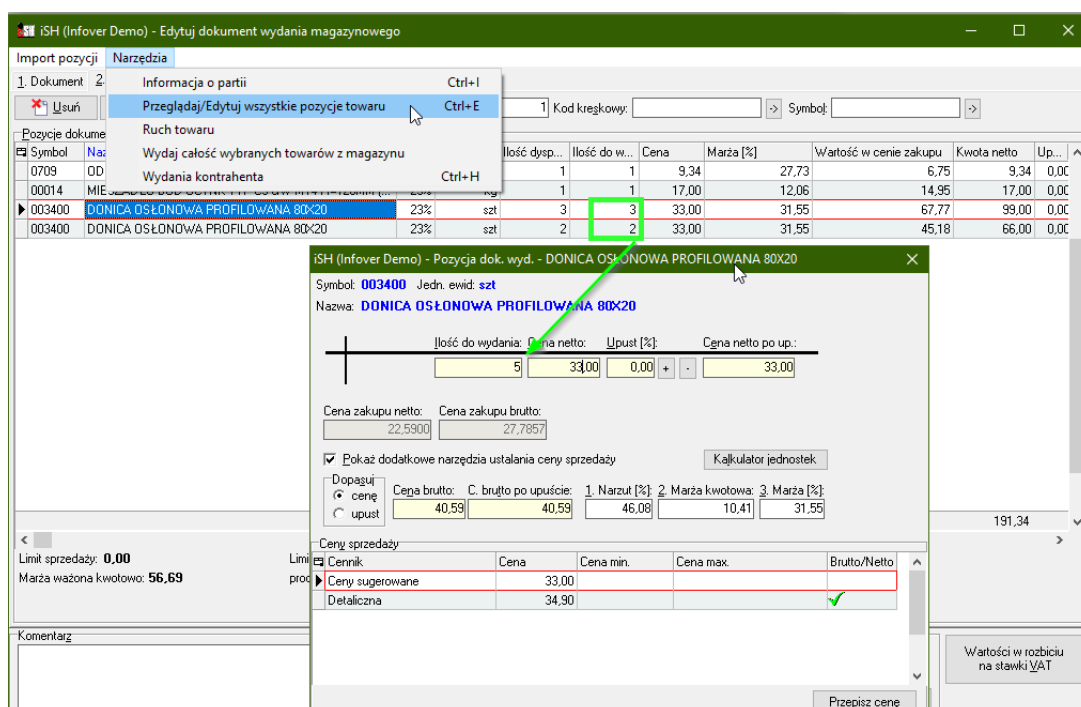 iSH (Infover Demo) - Edytuj dokument wydania magazynowego
Import pozycji Narzędzia
1. Dokument 2.
Informacja o partii Ctrl+I
Usuń Przeglądaj/Edytuj wszystkie pozycje towaru Ctrl+E 1 Kod kreskowy: -> Symbol: ->
Ruch towaru
Pozycje dokume
Wydaj całość wybranych towarów z magazynu
Wydania kontrahenta Ctrl+H
Symbol Naz Ilość dysp... Ilość do w... Cena Marża [%] Wartość w cenie zakupu Kwota netto Up...
0709 OD 1 1 9,34 27,73 6,75 9,34 0,00
00014 1 1 17,00 12,06 14,95 17,00 0,00
003400 DONICA OSŁONOWA PROFILOWANA 80X20 23% szt 3 3 33,00 31,55 67,77 99,00 0,00
003400 DONICA OSŁONOWA PROFILOWANA 80X20 23% szt 2 2 33,00 31,55 45,18 66,00 0,00
iSH (Infover Demo) - Pozycja dok. wyd. - DONICA OSŁONOWA PROFILOWANA 80X20
Symbol: 003400 Jedn. ewid: szt
Nazwa: DONICA OSŁONOWA PROFILOWANA 80X20
Ilość do wydania: Cena netto: Upust [%]: Cena netto po up.:
5 33,00 0,00 + - 33,00
Cena zakupu netto: Cena zakupu brutto:
22,5900 27,7857
Pokaż dodatkowe narzędzia ustalania ceny sprzedaży Kalkulator jednostek
Dopasuj
cenę
upust
Cena brutto: C. brutto po upuście: 1. Narzut [%]: 2. Marża kwotowa: 3. Marża [%]:
40,59 40,59 46,08 10,41 31,55
191,34
Limit sprzedaży: 0,00 Limi
Marża ważona kwotowo: 56,69 proc
Ceny sprzedaży
Cennik Cena Cena min. Cena max. Brutto/Netto
Ceny sugerowane 33,00
Detaliczna 34,90
Komentarz
Wartości w rozbiciu
na stawki VAT
Przepisz cenę